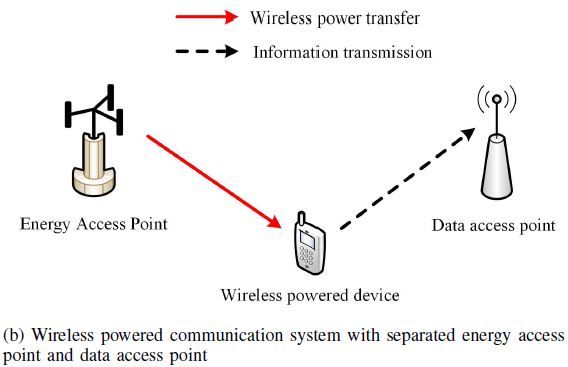 Wireless power transfer
Information transmission
Energy Access Point
Data access point
Wireless powered device
(b) Wireless powered communication system with separated energy access
point and data access point